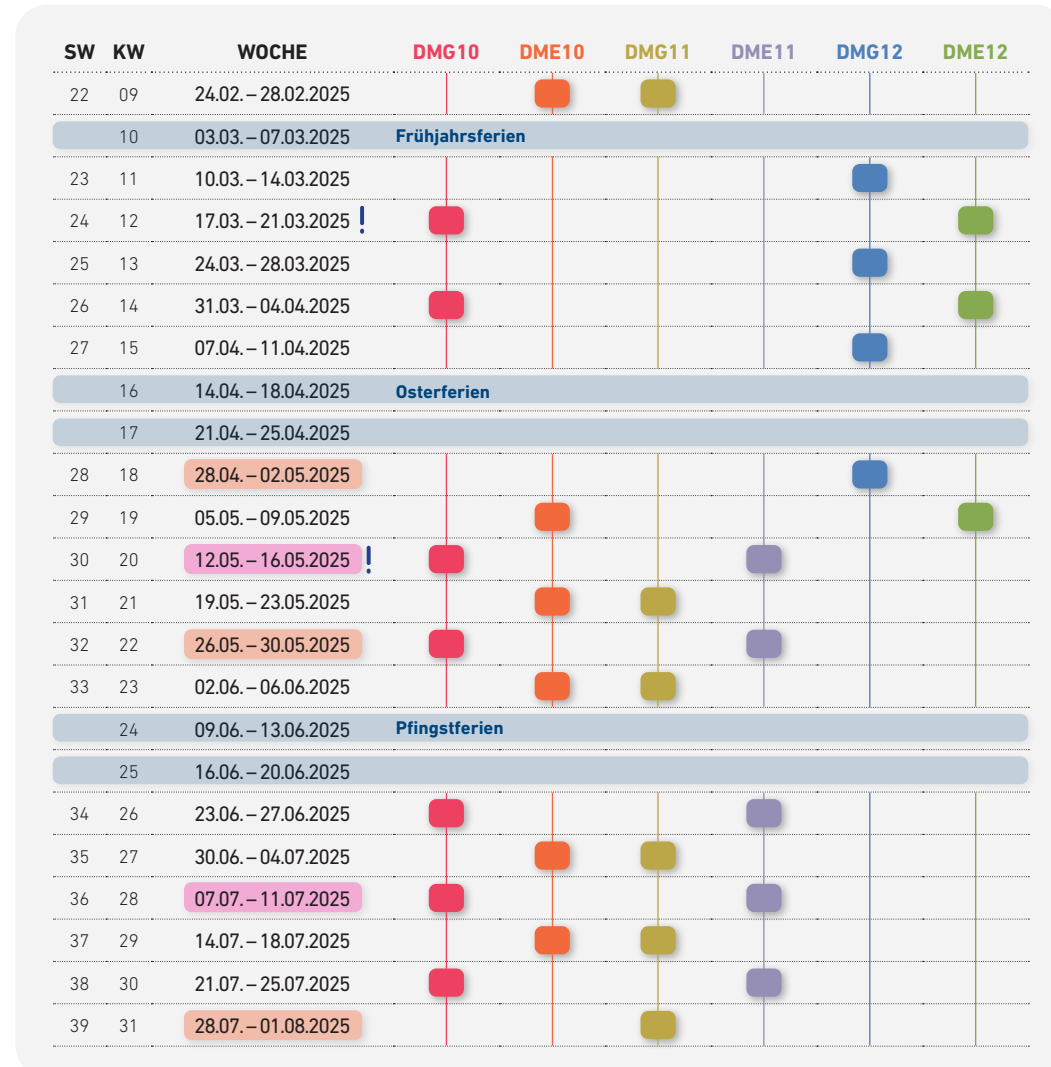 SW KW WOCHE DMG10 DME10 DMG11 DME11 DMG12 DME12
22 09 24.02. – 28.02.2025
10 03.03. – 07.03.2025 Frühjahrsferien
23 11 10.03. – 14.03.2025
24 12 17.03. – 21.03.2025 !
25 13 24.03. – 28.03.2025
26 14 31.03. – 04.04.2025
27 15 07.04. – 11.04.2025
16 14.04. – 18.04.2025 Osterferien
17 21.04. – 25.04.2025
28 18 28.04. – 02.05.2025
29 19 05.05. – 09.05.2025
30 20 12.05. – 16.05.2025 !
31 21 19.05. – 23.05.2025
32 22 26.05. – 30.05.2025
33 23 02.06. – 06.06.2025
24 09.06. – 13.06.2025 Pfingstferien
25 16.06. – 20.06.2025
34 26 23.06. – 27.06.2025
35 27 30.06. – 04.07.2025
36 28 07.07. – 11.07.2025
37 29 14.07. – 18.07.2025
38 30 21.07. – 25.07.2025
39 31 28.07. – 01.08.2025